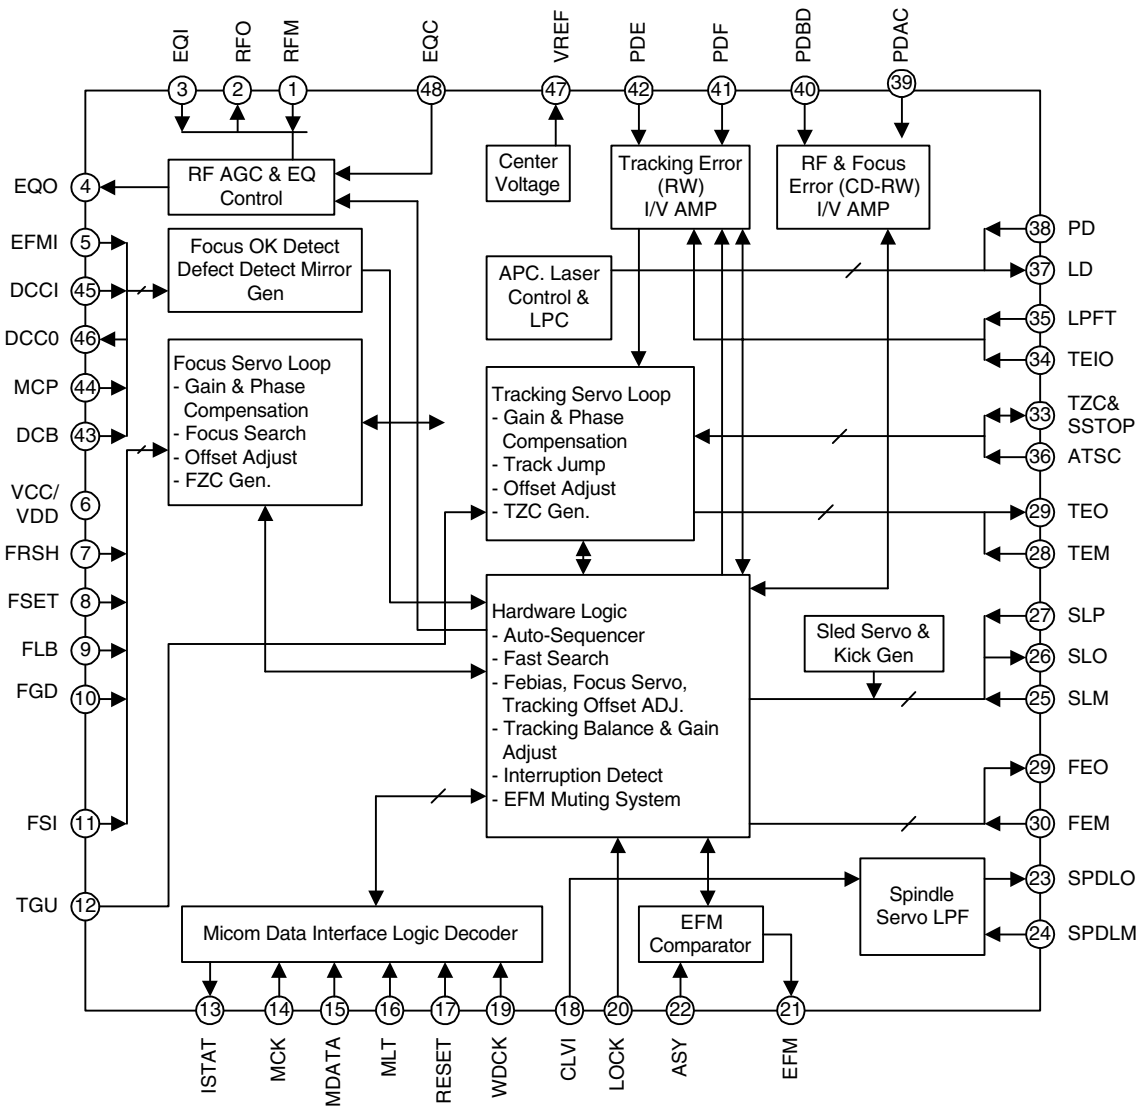 EQI
RFO
RFM
EQC
VREF
PDE
PDF
PDBD
PDAC
3
2
1
48
47
42
41
40
39
Center
Voltage
Tracking Error
(RW)
I/V AMP
RF & Focus
Error (CD-RW)
I/V AMP
RF AGC & EQ
Control
EQO
4
EFMI
5
DCCI
45
DCC0
46
MCP
44
DCB
43
VCC/
VDD
6
FRSH
7
FSET
8
FLB
9
FGD
10
FSI
11
TGU
12
Focus OK Detect
Defect Detect Mirror
Gen
APC. Laser
Control &
LPC
Focus Servo Loop
- Gain & Phase
Compensation
- Focus Search
- Offset Adjust
- FZC Gen.
Tracking Servo Loop
- Gain & Phase
Compensation
- Track Jump
- Offset Adjust
- TZC Gen.
Hardware Logic
- Auto-Sequencer
- Fast Search
- Febias, Focus Servo,
Tracking Offset ADJ.
- Tracking Balance & Gain
Adjust
- Interruption Detect
- EFM Muting System
Sled Servo &
Kick Gen
38
PD
37
LD
35
LPFT
34
TEIO
33
TZC&
SSTOP
36
ATSC
29
TEO
28
TEM
27
SLP
26
SLO
25
SLM
29
FEO
30
FEM
23
SPDLO
24
SPDLM
Micom Data Interface Logic Decoder
EFM
Comparator
Spindle
Servo LPF
13
14
15
16
17
19
18
20
22
21
ISTAT
MCK
MDATA
MLT
RESET
WDCK
CLVI
LOCK
ASY
EFM